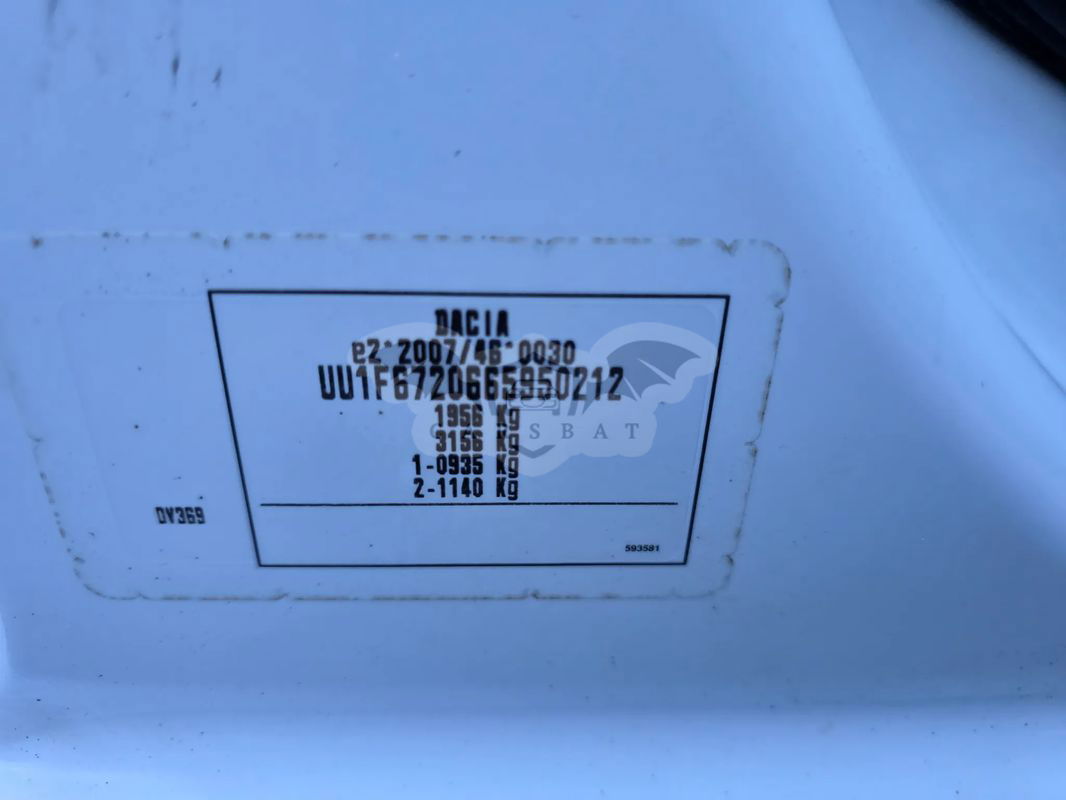 DACIA
e2*2007/46*0030
UU1F6720665950212
1956 Kg
3156 Kg
1-0935 Kg
2-1140 Kg
DV369
593581